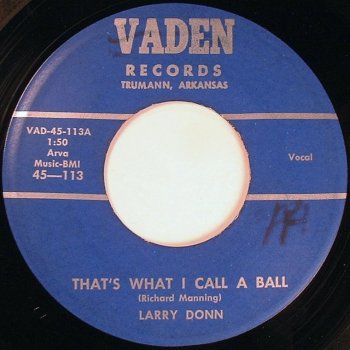 VADEN
RECORDS
TRUMANN, ARKANSAS
VAD-45-113A
1:50
Arva
Music-BMI
45—113
Vocal
THAT'S WHAT I CALL A BALL
(Richard Manning)
LARRY DONN